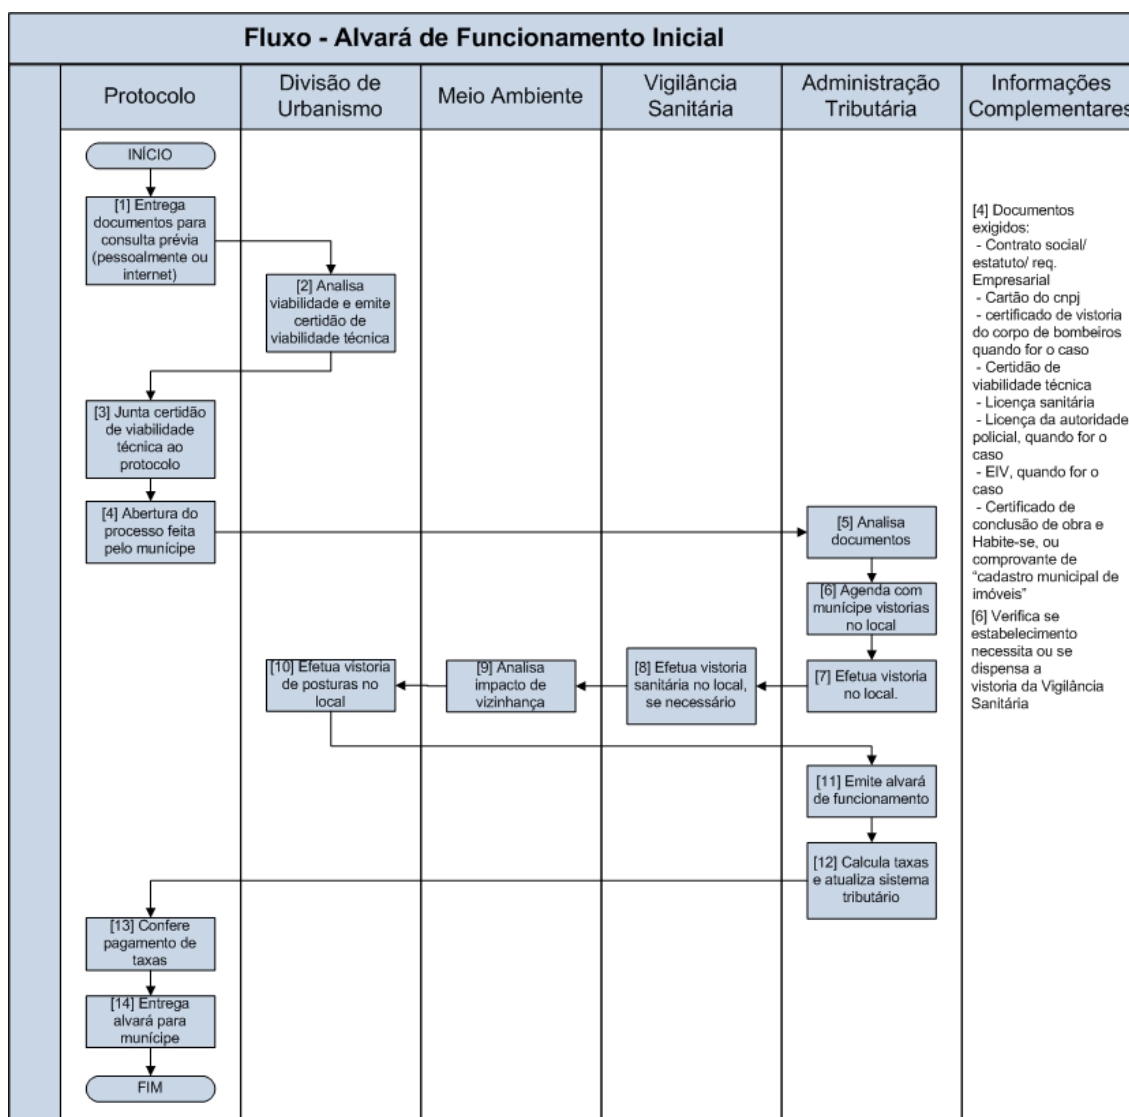 Fluxo - Alvará de Funcionamento Inicial
Protocolo
Divisão de
Urbanismo
Meio Ambiente
Vigilância
Sanitária
Administração
Tributária
Informações
Complementares
INÍCIO
[1] Entrega
documentos para
consulta prévia
(pessoalmente ou
internet)
[2] Analisa
viabilidade e emite
certidão de
viabilidade técnica
[3] Junta certidão
de viabilidade
técnica ao
protocolo
[4] Abertura do
processo feita
pelo munícipe
[5] Analisa
documentos
[6] Agenda com
munícipe vistorias
no local
[7] Efetua vistoria
no local.
[8] Efetua vistoria
sanitária no local,
se necessário
[9] Analisa
impacto de
vizinhança
[10] Efetua vistoria
de posturas no
local
[11] Emite alvará
de funcionamento
[12] Calcula taxas
e atualiza sistema
tributário
[13] Confere
pagamento de
taxas
[14] Entrega
alvará para
munícipe
FIM
[4] Documentos
exigidos:
- Contrato social/
estatuto/ req.
Empresarial
- Cartão do cnpj
- certificado de vistoria
do corpo de bombeiros
quando for o caso
- Certidão de
viabilidade técnica
- Licença sanitária
- Licença da autoridade
policial, quando for o
caso
- EIV, quando for o
caso
- Certificado de
conclusão de obra e
Habite-se, ou
comprovante de
“cadastro municipal de
imóveis”
[6] Verifica se
estabelecimento
necessita ou se
dispensa a
vistoria da Vigilância
Sanitária